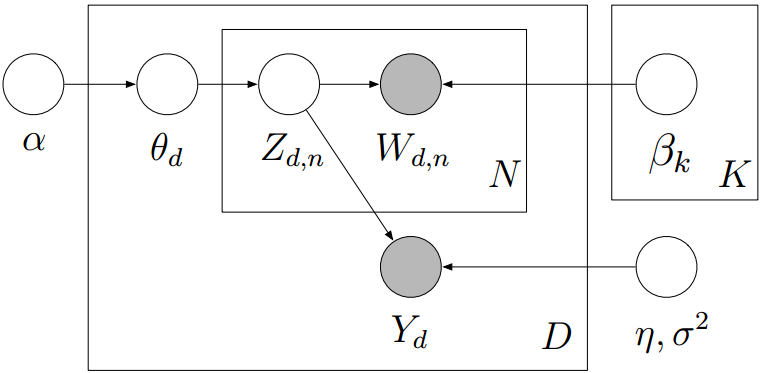 α
θ_d
Z_{d,n}
W_{d,n}
N
β_k
K
Y_d
D
η, σ²